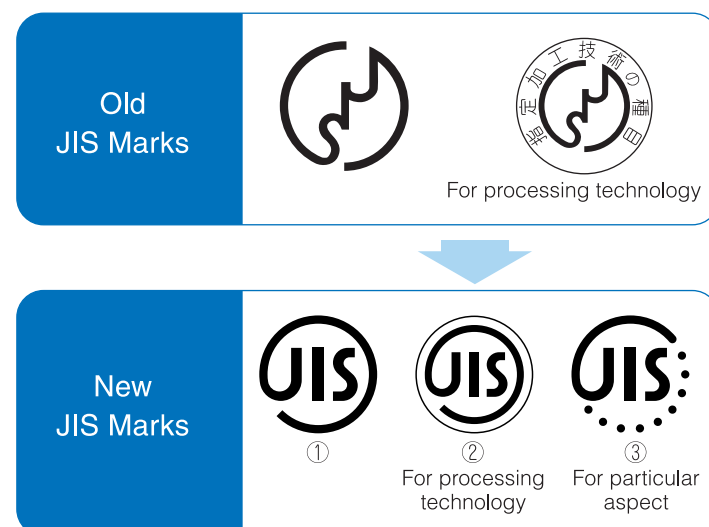 Old
JIS Marks
指定加工技術の種目
For processing technology
New
JIS Marks
JIS
JIS
JIS
①
②
③
For processing
technology
For particular
aspect